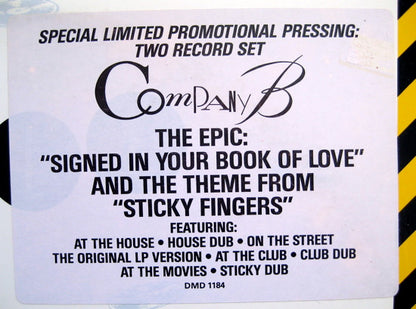 SPECIAL LIMITED PROMOTIONAL PRESSING:
TWO RECORD SET
Company B
THE EPIC:
“SIGNED IN YOUR BOOK OF LOVE”
AND THE THEME FROM
“STICKY FINGERS”
FEATURING:
AT THE HOUSE • HOUSE DUB • ON THE STREET
THE ORIGINAL LP VERSION • AT THE CLUB • CLUB DUB
AT THE MOVIES • STICKY DUB
DMD 1184